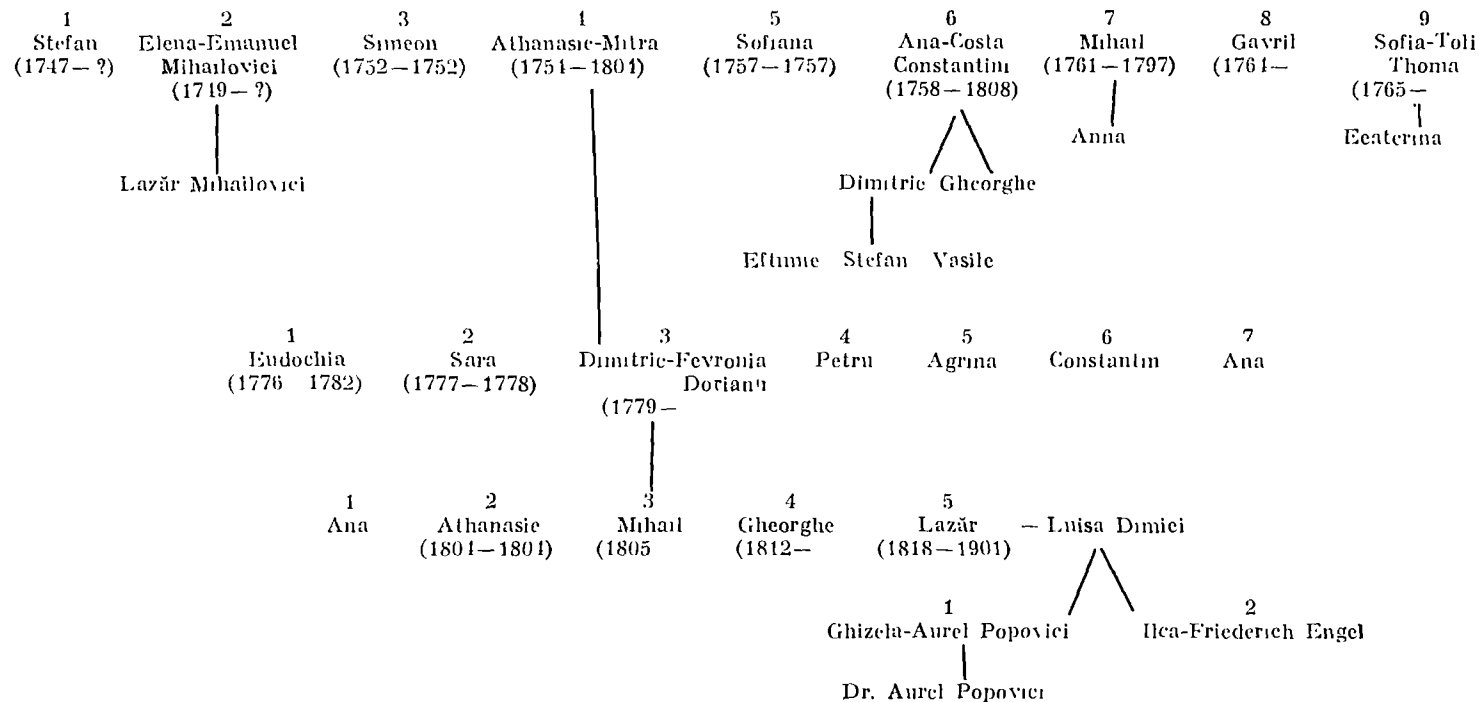 1 2 3 4 5 6 7 8 9
Stefan Elena-Emanuel Simeon Athanasie-Mitra Sofiana Ana-Costa Mihail Gavril Sofia-Toli
(1747—?) Mihailovici (1752—1752) (1754—1804) (1757—1757) Constantin (1761—1797) (1764— Thoma
(1749—?) (1758—1808) (1765—
Anna Ecaterina
Lazăr Mihailovici Dimitrie Gheorghe
Eftimie Stefan Vasile
1 2 3 4 5 6 7
Eudochia Sara Dimitrie-Fevronia Petru Agrina Constantin Ana
(1776 1782) (1777—1778) Dorianu
(1779—
1 2 3 4 5
Ana Athanasie Mihail Gheorghe Lazăr — Luisa Dimici
(1804—1804) (1805 (1812— (1818—1901)
1 2
Ghizela-Aurel Popovici Ilca-Friederich Engel
Dr. Aurel Popovici